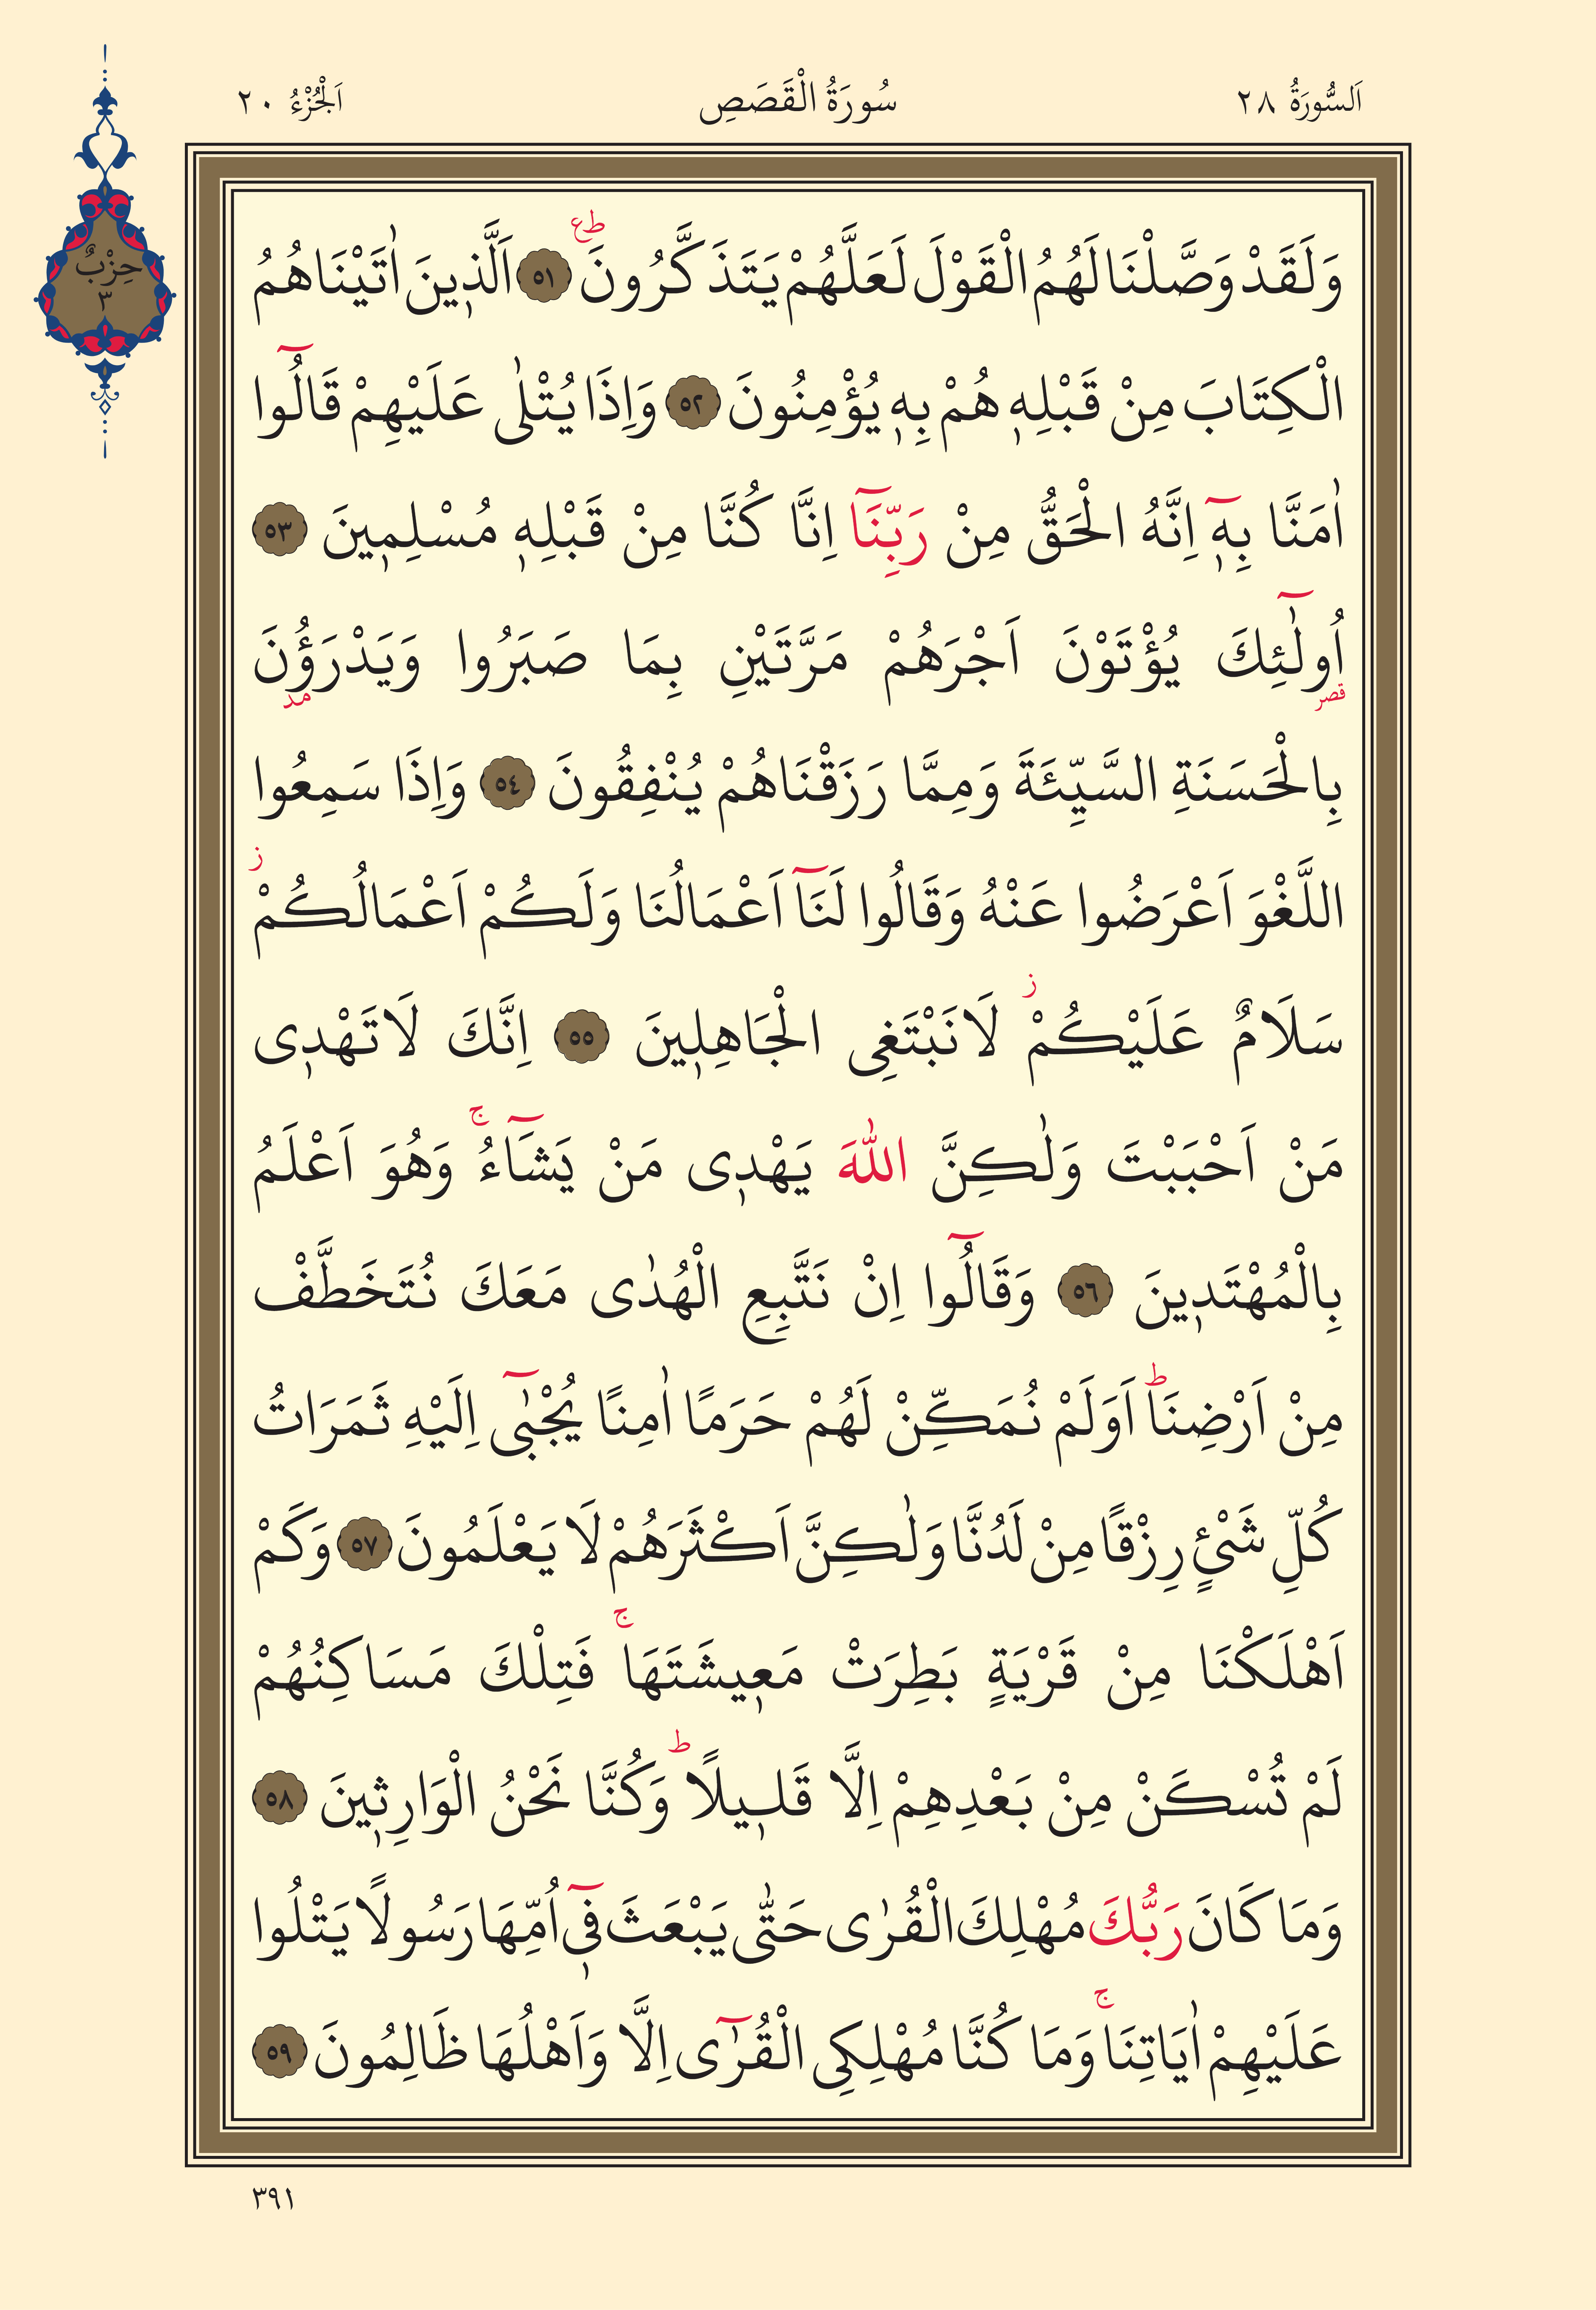 اَلسُّورَةُ ٢٨ سُورَةُ الْقَصَصِ اَلْجُزْءُ ٢٠
حِزْبٌ
٣
وَلَقَدْ وَصَّلْنَا لَهُمُ الْقَوْلَ لَعَلَّهُمْ يَتَذَكَّرُونَ ؕع ٥١ اَلَّذ۪ينَ اٰتَيْنَاهُمُ
الْكِتَابَ مِنْ قَبْلِه۪ هُمْ بِه۪ يُؤْمِنُونَ ٥٢ وَاِذَا يُتْلٰى عَلَيْهِمْ قَالُٓوا
اٰمَنَّا بِه۪ٓ اِنَّهُ الْحَقُّ مِنْ رَبِّنَٓا اِنَّا كُنَّا مِنْ قَبْلِه۪ مُسْلِم۪ينَ ٥٣
اُو۬لٰٓئِكَ يُؤْتَوْنَ اَجْرَهُمْ مَرَّتَيْنِ بِمَا صَبَرُوا وَيَدْرَؤُ۫نَ
قصر مد
بِالْحَسَنَةِ السَّيِّئَةَ وَمِمَّا رَزَقْنَاهُمْ يُنْفِقُونَ ٥٤ وَاِذَا سَمِعُوا
اللَّغْوَ اَعْرَضُوا عَنْهُ وَقَالُوا لَنَٓا اَعْمَالُنَا وَلَكُمْ اَعْمَالُكُمْۘ ز
سَلَامٌ عَلَيْكُمْ ز لَا نَبْتَغِي الْجَاهِل۪ينَ ٥٥ اِنَّكَ لَا تَهْد۪ي
مَنْ اَحْبَبْتَ وَلٰكِنَّ اللّٰهَ يَهْد۪ي مَنْ يَشَٓاءُۚ وَهُوَ اَعْلَمُ
بِالْمُهْتَد۪ينَ ٥٦ وَقَالُٓوا اِنْ نَتَّبِعِ الْهُدٰى مَعَكَ نُتَخَطَّفْ
مِنْ اَرْضِنَاؕ اَوَلَمْ نُمَكِّنْ لَهُمْ حَرَمًا اٰمِنًا يُجْبٰٓى اِلَيْهِ ثَمَرَاتُ
كُلِّ شَيْءٍ رِزْقًا مِنْ لَدُنَّا وَلٰكِنَّ اَكْثَرَهُمْ لَا يَعْلَمُونَ ٥٧ وَكَمْ
اَهْلَكْنَا مِنْ قَرْيَةٍ بَطِرَتْ مَع۪يشَتَهَاۚ فَتِلْكَ مَسَاكِنُهُمْ
لَمْ تُسْكَنْ مِنْ بَعْدِهِمْ اِلَّا قَل۪يلًاؕ وَكُنَّا نَحْنُ الْوَارِث۪ينَ ٥٨
وَمَا كَانَ رَبُّكَ مُهْلِكَ الْقُرٰى حَتّٰى يَبْعَثَ ف۪ٓي اُمِّهَا رَسُولًا يَتْلُوا
عَلَيْهِمْ اٰيَاتِنَاۚ وَمَا كُنَّا مُهْلِكِي الْقُرٰٓى اِلَّا وَاَهْلُهَا ظَالِمُونَ ٥٩
٣٩١